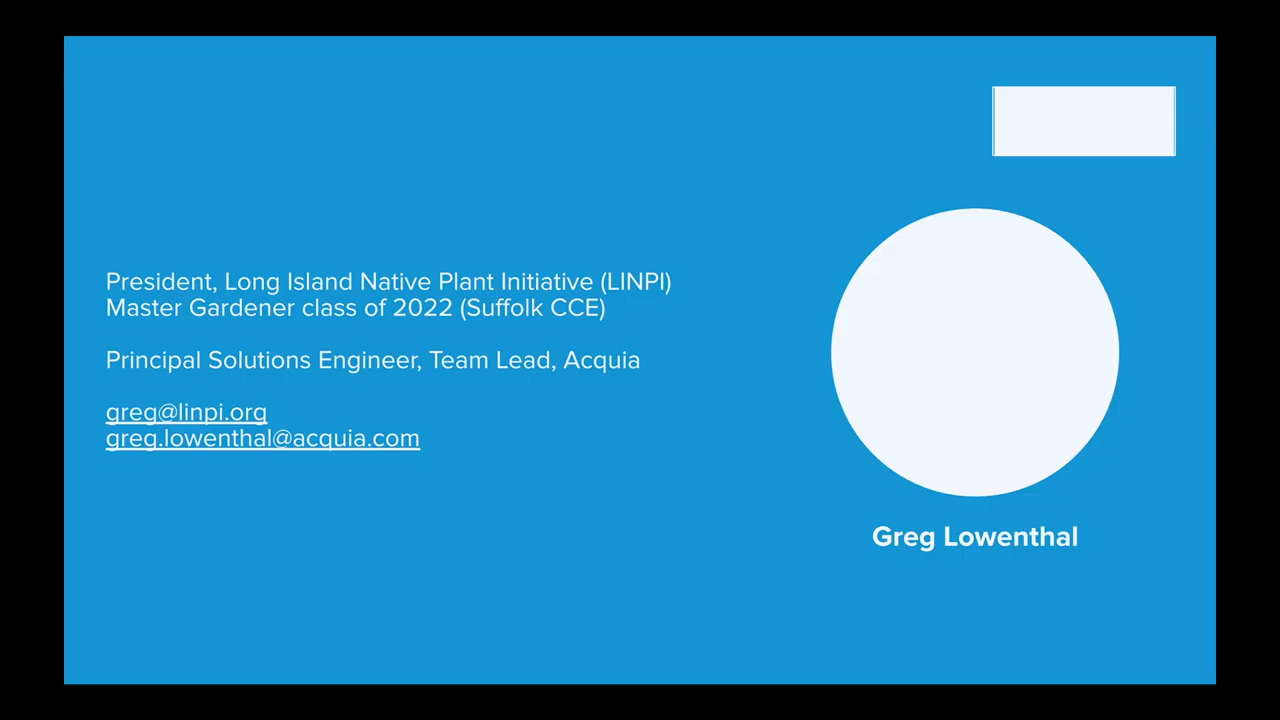 President, Long Island Native Plant Initiative (LINPI)
Master Gardener class of 2022 (Suffolk CCE)
Principal Solutions Engineer, Team Lead, Acquia
greg@linpi.org
greg.lowenthal@acquia.com
Greg Lowenthal